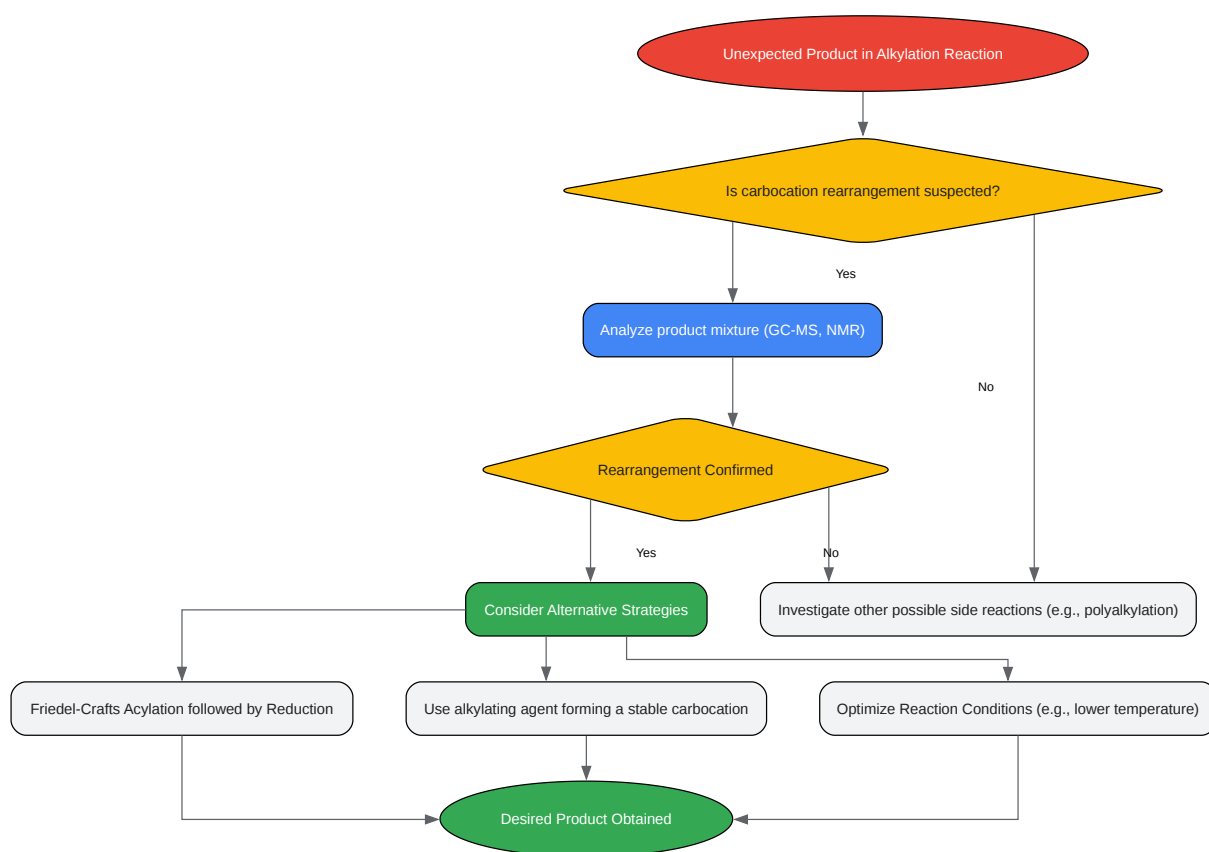 Unexpected Product in Alkylation Reaction
Is carbocation rearrangement suspected?
Yes
Analyze product mixture (GC-MS, NMR)
No
Rearrangement Confirmed
Yes
No
Consider Alternative Strategies
Investigate other possible side reactions (e.g., polyalkylation)
Friedel-Crafts Acylation followed by Reduction
Use alkylating agent forming a stable carbocation
Optimize Reaction Conditions (e.g., lower temperature)
Desired Product Obtained